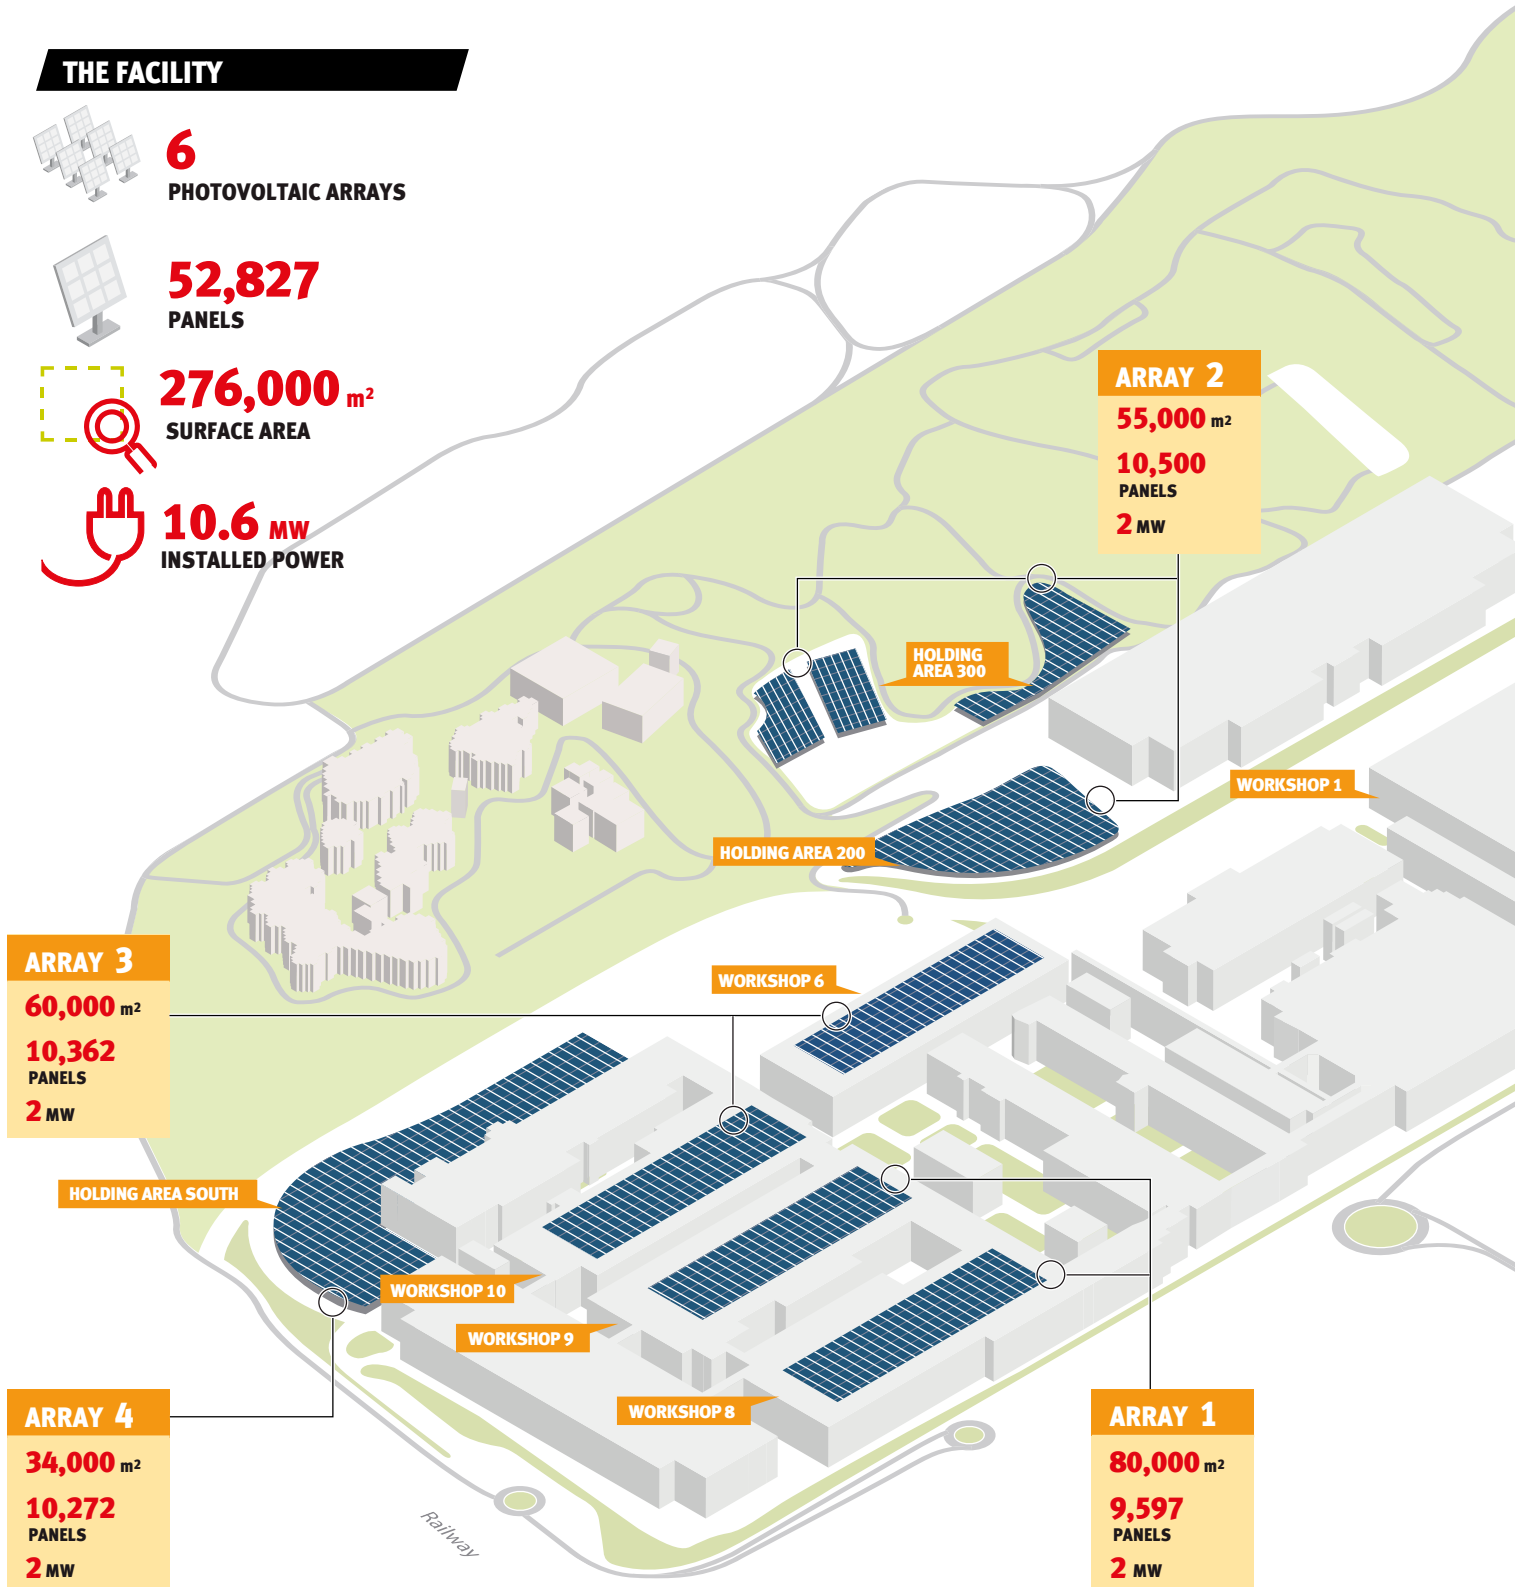 THE FACILITY
6
PHOTOVOLTAIC ARRAYS
52,827
PANELS
276,000 m²
SURFACE AREA
10.6 MW
INSTALLED POWER
ARRAY 2
55,000 m²
10,500
PANELS
2 MW
HOLDING
AREA 300
WORKSHOP 1
HOLDING AREA 200
ARRAY 3
60,000 m²
10,362
PANELS
2 MW
WORKSHOP 6
HOLDING AREA SOUTH
WORKSHOP 10
WORKSHOP 9
WORKSHOP 8
ARRAY 4
34,000 m²
10,272
PANELS
2 MW
Railway
ARRAY 1
80,000 m²
9,597
PANELS
2 MW